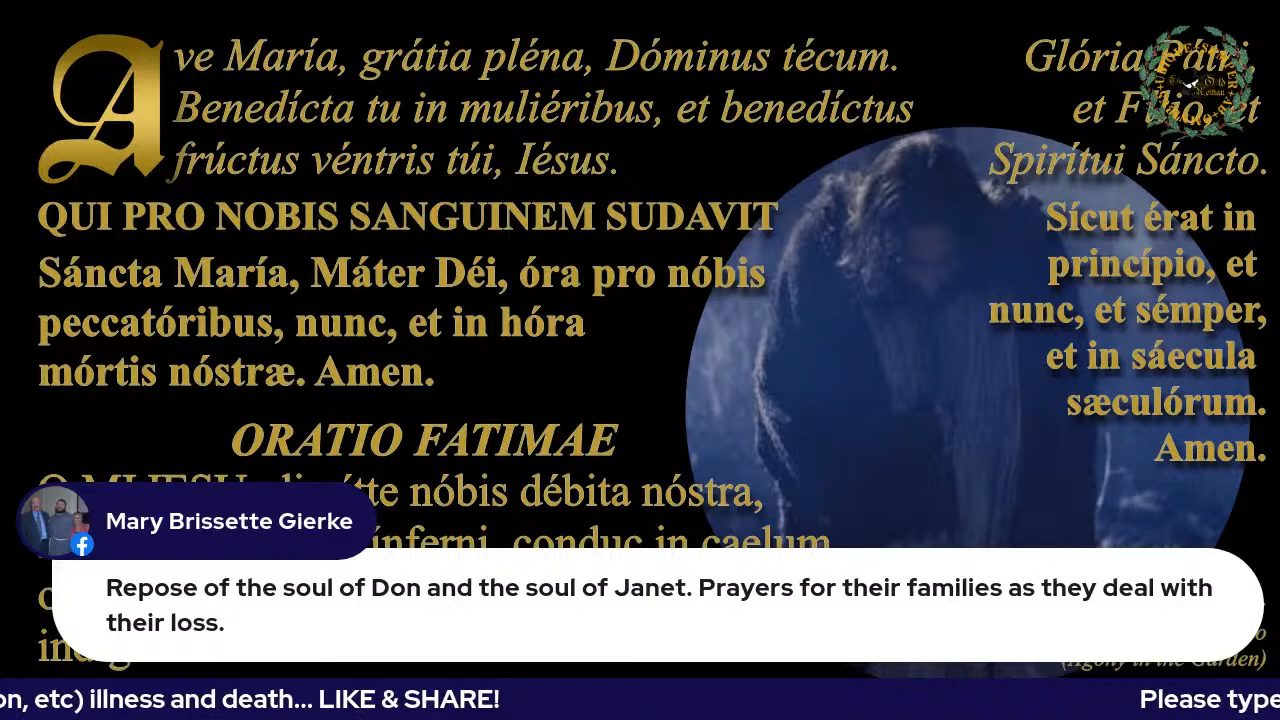 Ave María, grátia pléna, Dóminus técum.
Benedícta tu in muliéribus, et benedíctus
frúctus véntris túi, Iésus.
QUI PRO NOBIS SANGUINEM SUDAVIT
Sáncta María, Máter Déi, óra pro nóbis
peccatóribus, nunc, et in hóra
mórtis nóstræ. Amen.
ORATIO FATIMAE
O MI JESU nóbis débita nóstra,
inferni, conduc in caelum
Glória Pátri,
et Fílio, et
Spirítui Sáncto.
Sícut érat in
princípio, et
nunc, et sémper,
et in sáecula
sæculórum.
Amen.
(Agony in the Garden)
Mary Brissette Gierke
Repose of the soul of Don and the soul of Janet. Prayers for their families as they deal with
their loss.
on, etc) illness and death... LIKE & SHARE! Please type